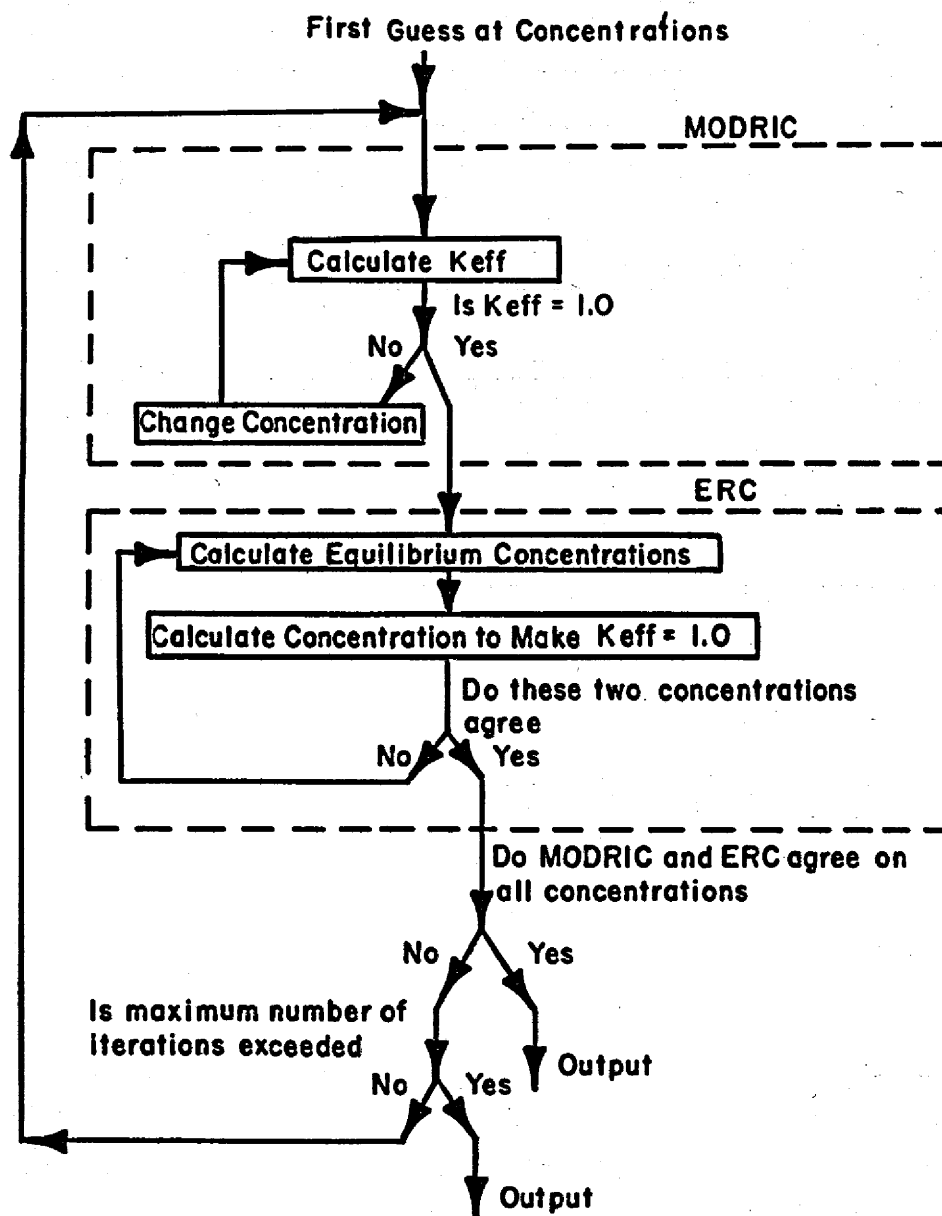 First Guess at Concentrations
MODRIC
Calculate Keff
Is Keff = 1.0
No Yes
Change Concentration
ERC
Calculate Equilibrium Concentrations
Calculate Concentration to Make Keff = 1.0
Do these two concentrations
agree
No Yes
Do MODRIC and ERC agree on
all concentrations
No Yes
Is maximum number of
iterations exceeded
Output
No Yes
Output